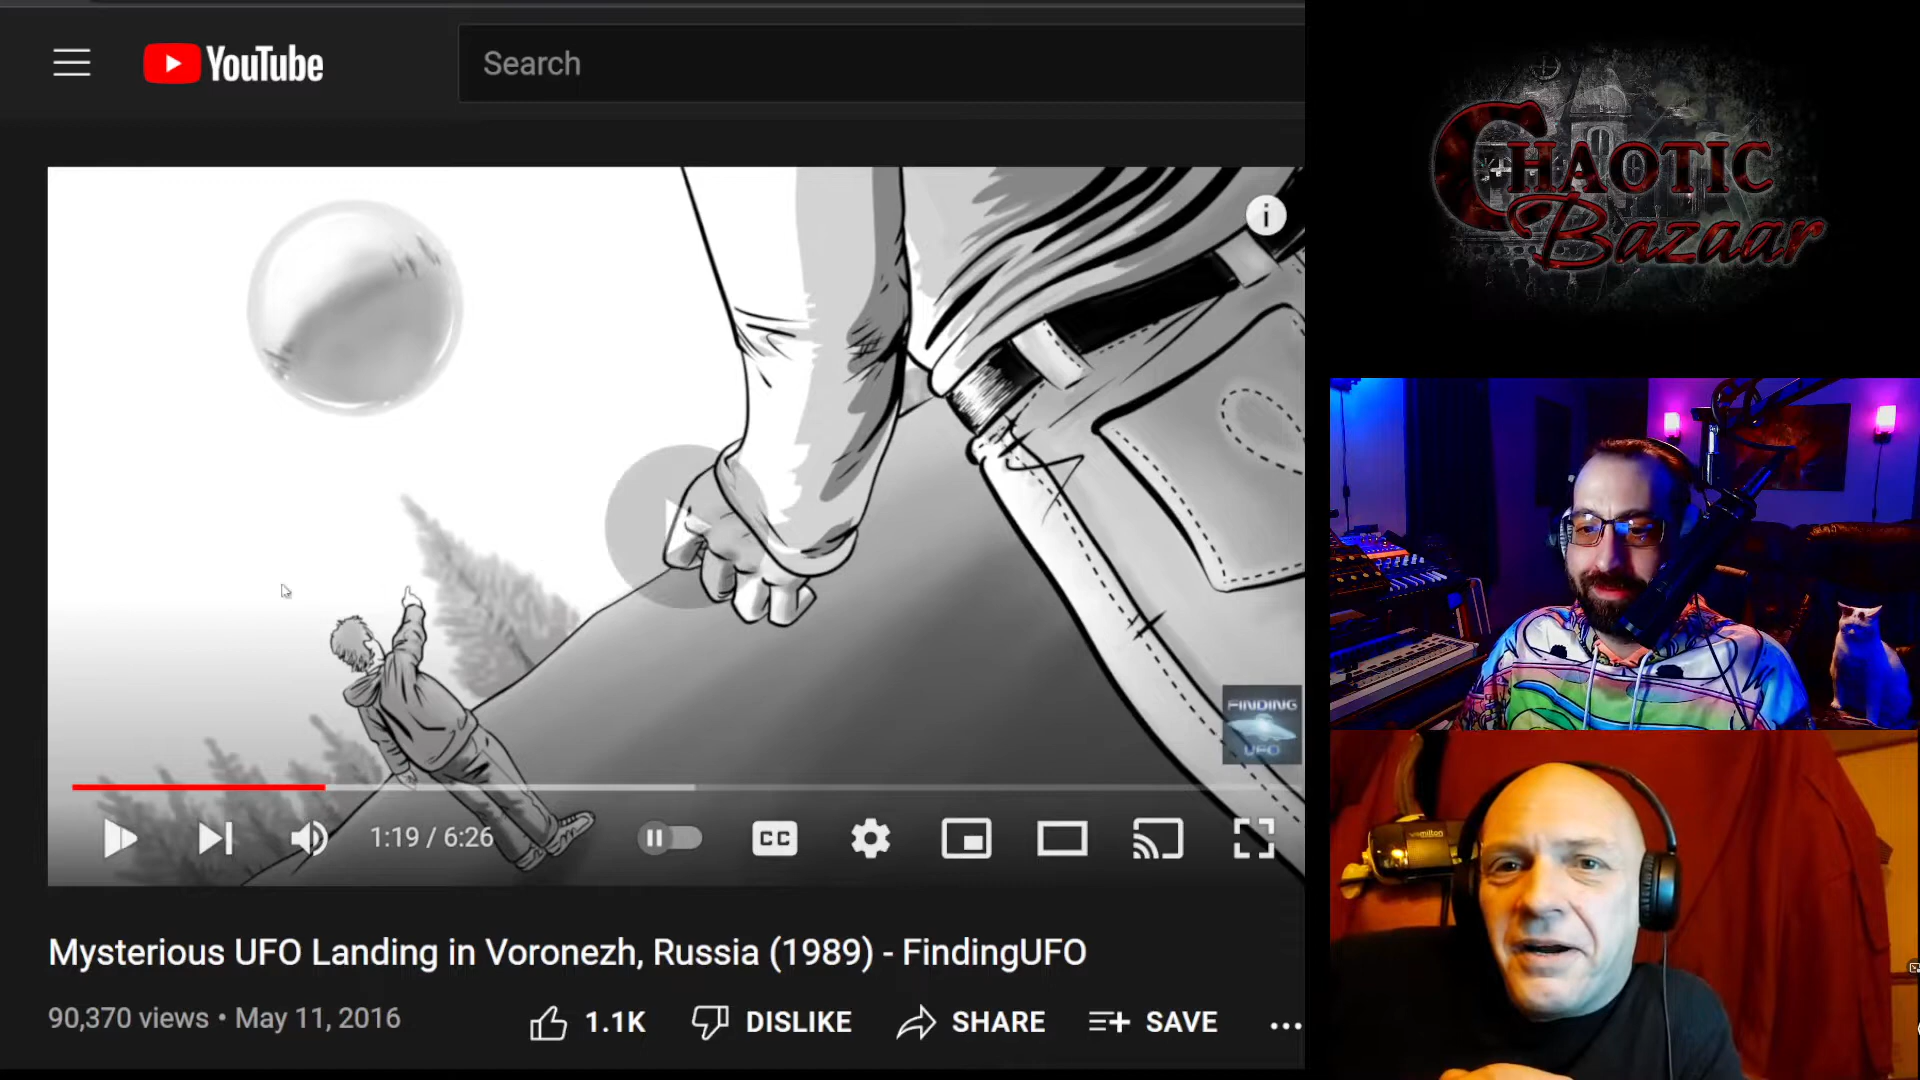 YouTube
Search
CHAOTIC
Bazaar
i
FINDING
UFO
1:19 / 6:26
CC
Mysterious UFO Landing in Voronezh, Russia (1989) - FindingUFO
90,370 views • May 11, 2016
1.1K
DISLIKE
SHARE
SAVE